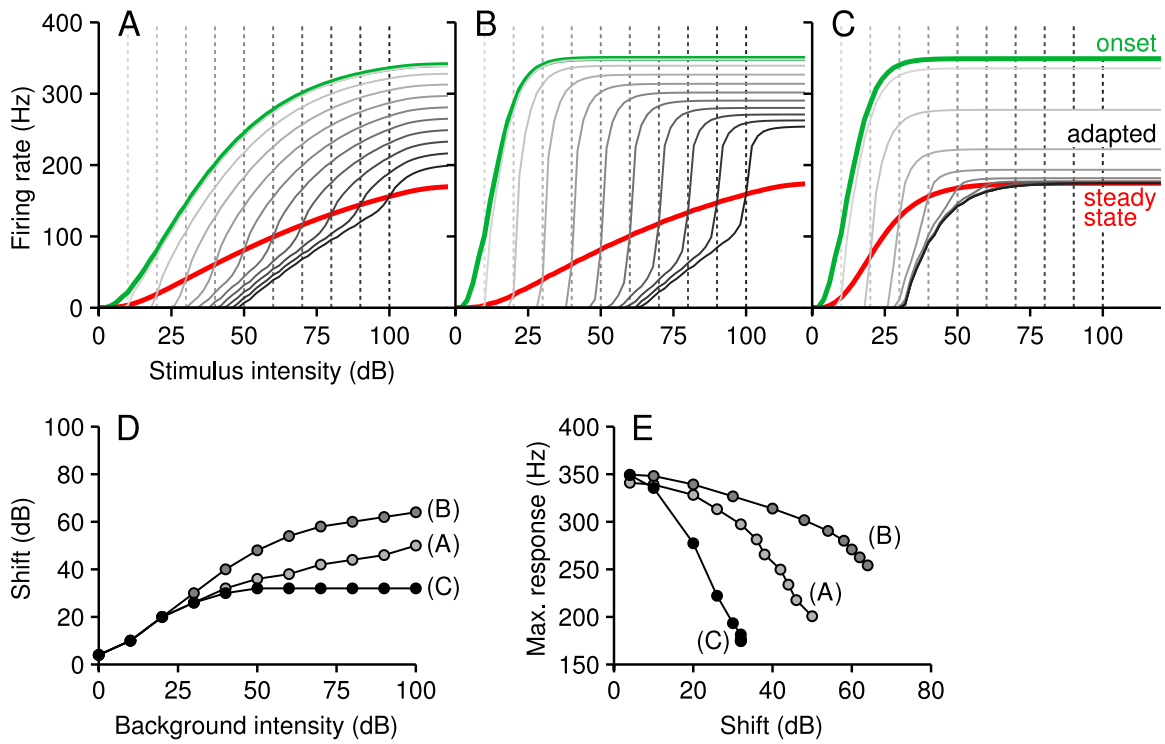 A B C
400
300
200
100
0
Firing rate (Hz)
onset
adapted
steady
state
0 25 50 75 100 0 25 50 75 100 0 25 50 75 100
Stimulus intensity (dB)
D
100
80
60
40
20
0
Shift (dB)
(B)
(A)
(C)
0 25 50 75 100
Background intensity (dB)
E
400
350
300
250
200
150
Max. response (Hz)
(B)
(A)
(C)
0 20 40 60 80
Shift (dB)